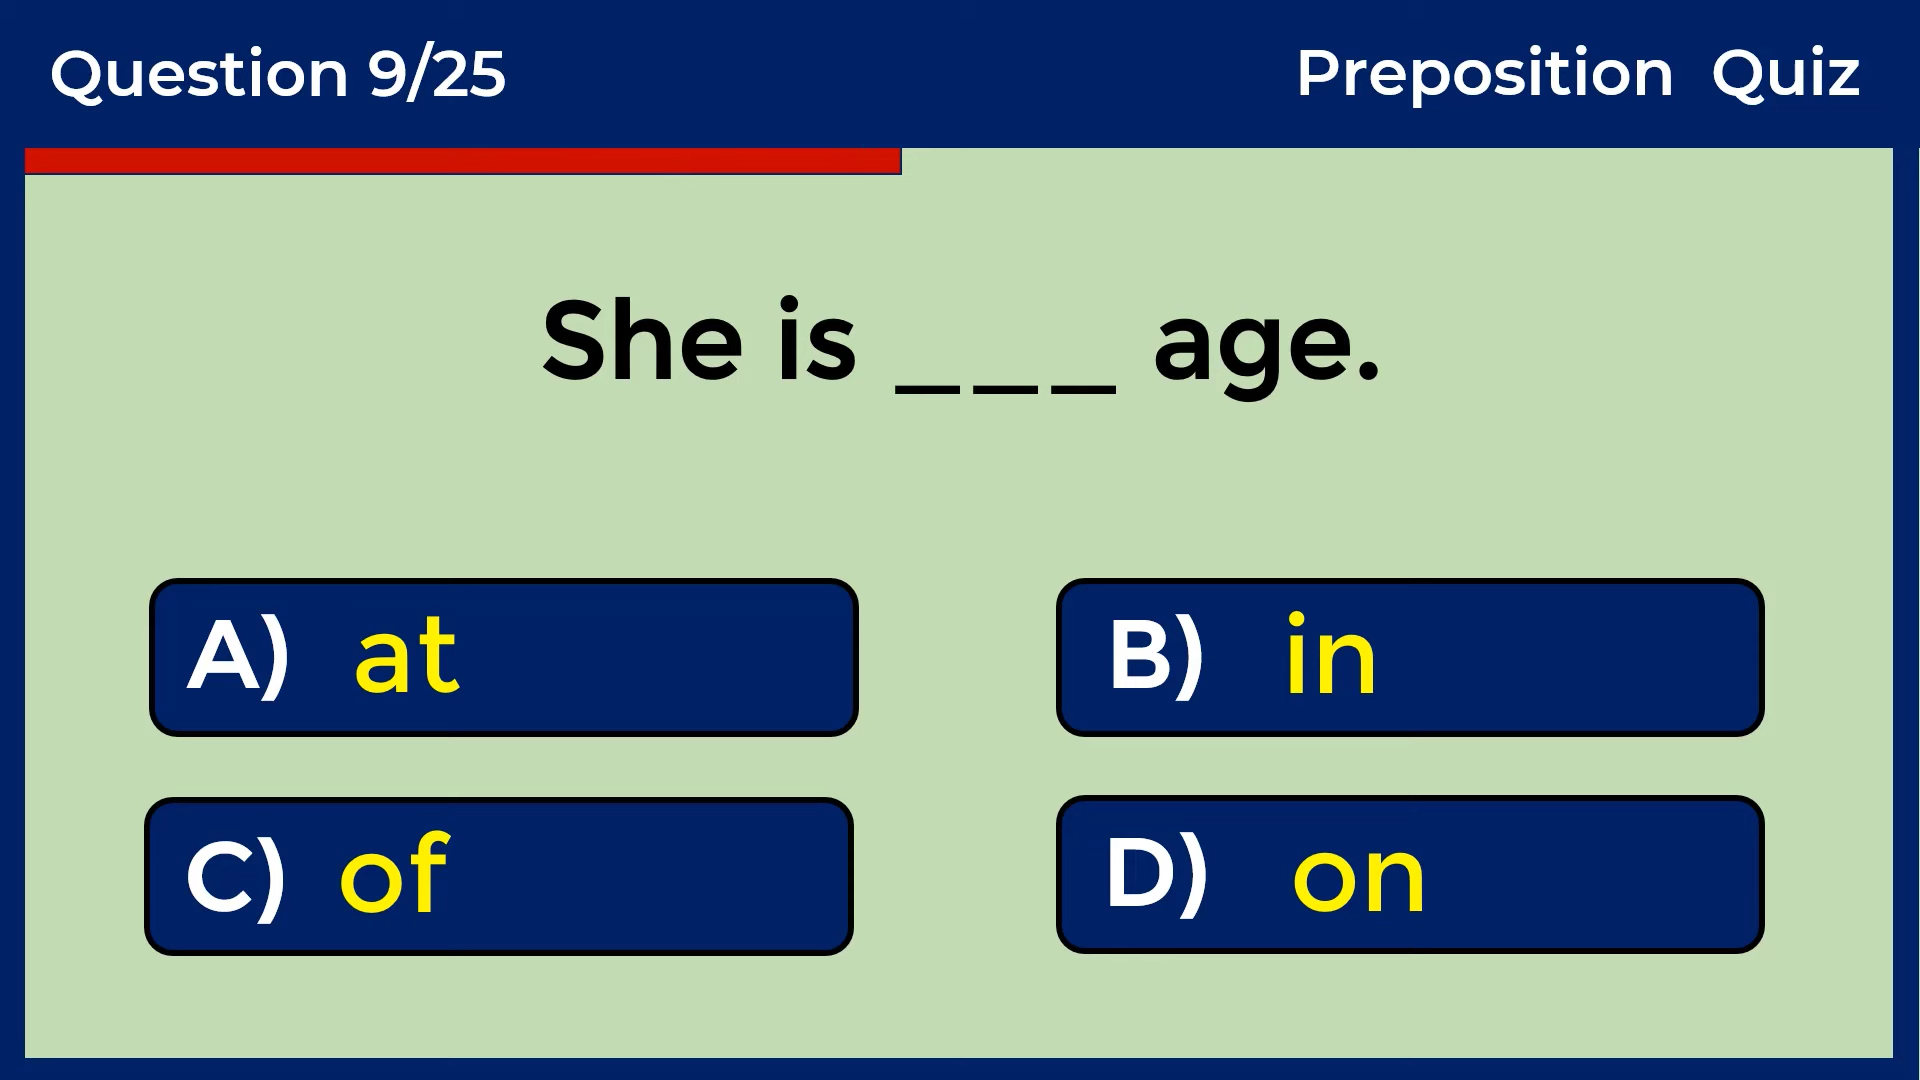 Question 9/25
Preposition Quiz
She is ___ age.
A) at
B) in
C) of
D) on